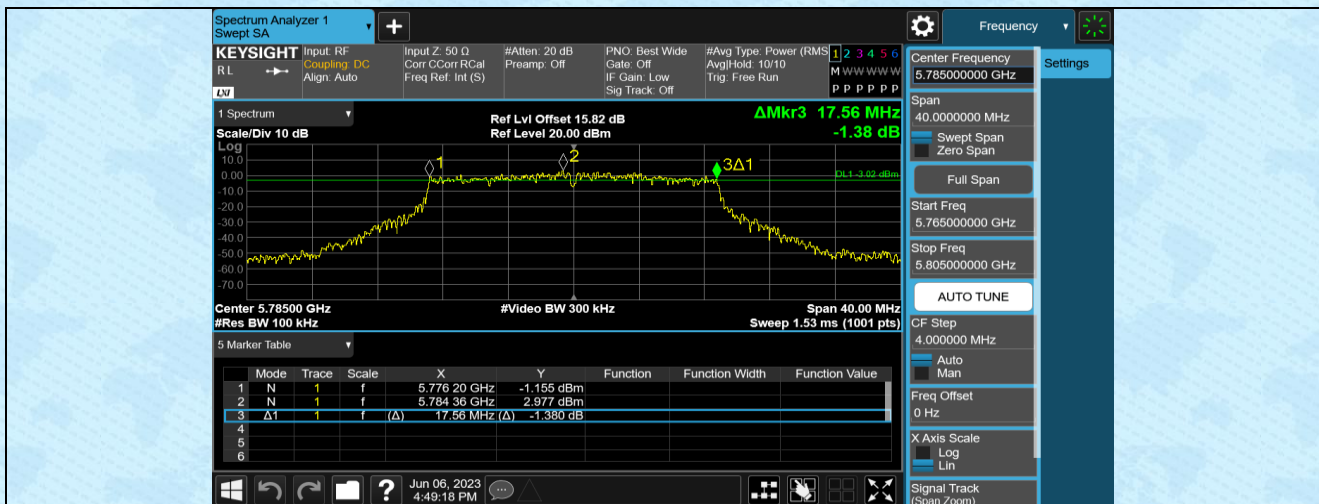 Spectrum Analyzer 1
Swept SA
+
Frequency
KEYSIGHT
RL
LXI
Input: RF
Coupling: DC
Align: Auto
Input Z: 50 Ω
Corr CCorr RCal
Freq Ref: Int (S)
#Atten: 20 dB
Preamp: Off
PNO: Best Wide
Gate: Off
IF Gain: Low
Sig Track: Off
#Avg Type: Power (RMS
Avg|Hold: 10/10
Trig: Free Run
1 2 3 4 5 6
M W W W W W
P P P P P P
1 Spectrum
Scale/Div 10 dB
Ref Lvl Offset 15.82 dB
Ref Level 20.00 dBm
ΔMkr3 17.56 MHz
-1.38 dB
Log
10.0
0.00
-10.0
-20.0
-30.0
-40.0
-50.0
-60.0
-70.0
1
2
3Δ1
DL1 -3.02 dBm
Center 5.78500 GHz
#Video BW 300 kHz
Span 40.00 MHz
#Res BW 100 kHz
Sweep 1.53 ms (1001 pts)
5 Marker Table
Mode Trace Scale X Y Function Function Width Function Value
1 N 1 f 5.776 20 GHz -1.155 dBm
2 N 1 f 5.784 36 GHz 2.977 dBm
3 Δ1 1 f (Δ) 17.56 MHz (Δ) -1.380 dB
4
5
6
?
Jun 06, 2023
4:49:18 PM
Center Frequency
5.785000000 GHz
Span
40.0000000 MHz
Swept Span
Zero Span
Full Span
Start Freq
5.765000000 GHz
Stop Freq
5.805000000 GHz
AUTO TUNE
CF Step
4.000000 MHz
Auto
Man
Freq Offset
0 Hz
X Axis Scale
Log
Lin
Signal Track
(Span Zoom)
Settings